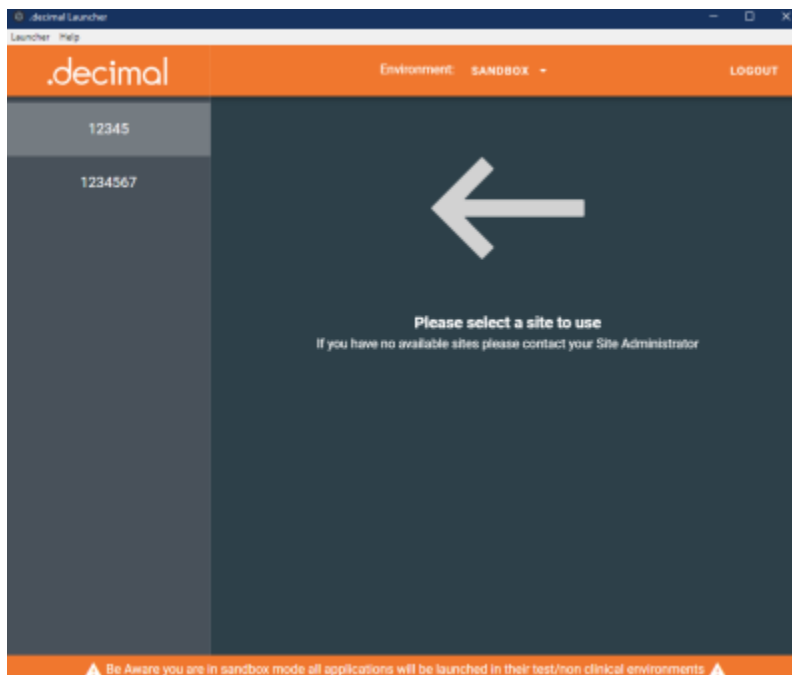 .decimal Launcher
Launcher Help
.decimal
Environment: SANDBOX
LOGOUT
12345
1234567
Please select a site to use
If you have no available sites please contact your Site Administrator
Be Aware you are in sandbox mode all applications will be launched in their test/non clinical environments